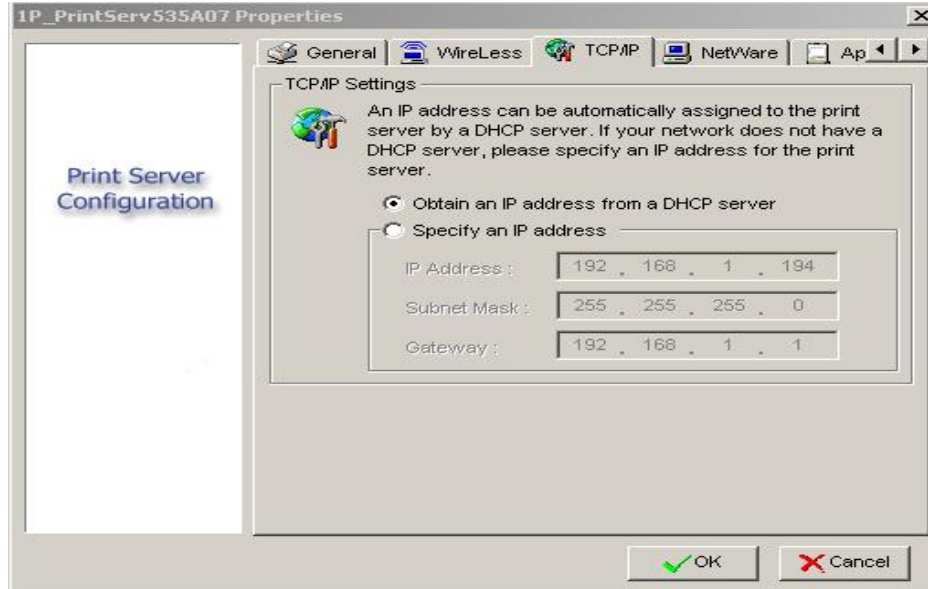 1P_PrintServ535A07 Properties
General
WireLess
TCP/IP
NetWare
Ap
Print Server
Configuration
TCP/IP Settings
An IP address can be automatically assigned to the print
server by a DHCP server. If your network does not have a
DHCP server, please specify an IP address for the print
server.
Obtain an IP address from a DHCP server
Specify an IP address
IP Address : 192 . 168 . 1 . 194
Subnet Mask : 255 . 255 . 255 . 0
Gateway : 192 . 168 . 1 . 1
OK
Cancel